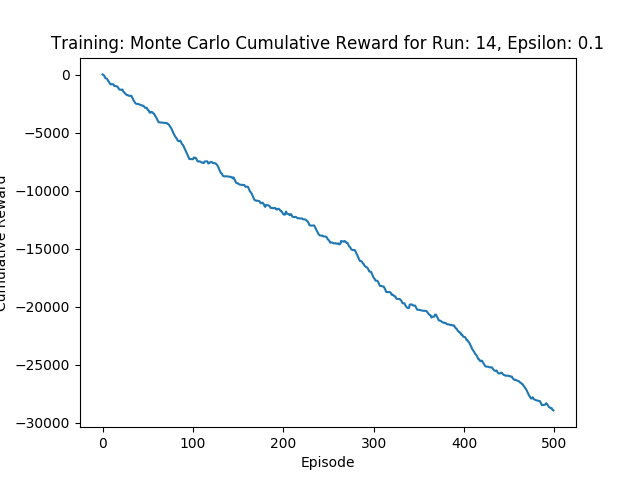 Training: Monte Carlo Cumulative Reward for Run: 14, Epsilon: 0.1
0
−5000
−10000
−15000
−20000
−25000
−30000
Cumulative Reward
0 100 200 300 400 500
Episode